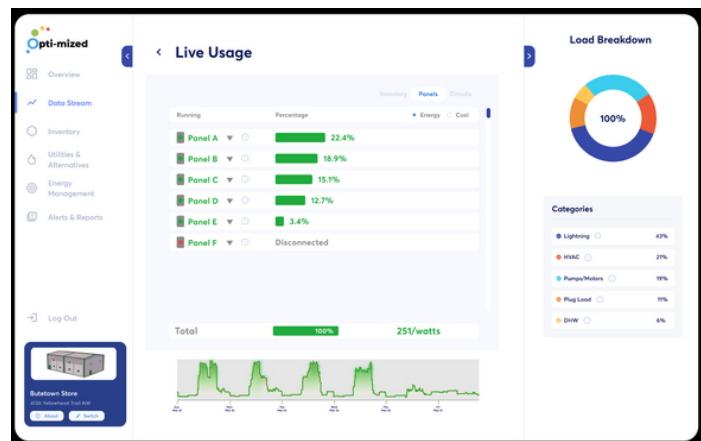 Opti-mized
Overview
Data Stream
Inventory
Utilities &
Alternatives
Energy
Management
Alerts & Reports
Log Out
Butetown Store
About
Switch
Live Usage
Inventory Panels Circuits
Running Percentage Energy Cost
Panel A 22.4%
Panel B 18.9%
Panel C 15.1%
Panel D 12.7%
Panel E 3.4%
Panel F Disconnected
Total 100% 251/watts
Load Breakdown
100%
Categories
Lightning 43%
HVAC 21%
Pumps/Motors 19%
Plug Load 11%
DHW 6%